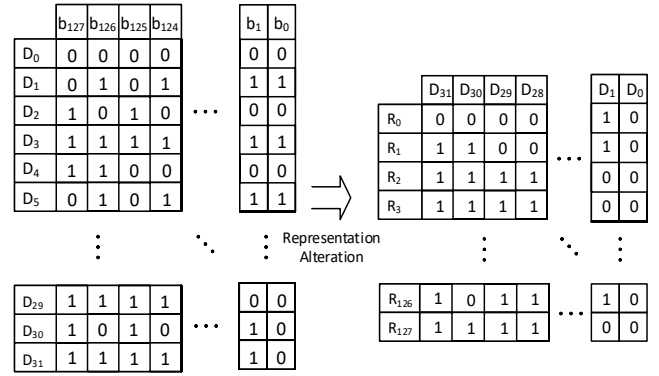 b127 b126 b125 b124 b1 b0
D0 0 0 0 0 0 0
D1 0 1 0 1 1 1
D2 1 0 1 0 ... 0 0
D3 1 1 1 1 1 1
D4 1 1 0 0 0 0
D5 0 1 0 1 1 1
D29 1 1 1 1 0 0
D30 1 0 1 0 ... 1 0
D31 1 1 1 1 1 0
Representation
Alteration
D31 D30 D29 D28 D1 D0
R0 0 0 0 0 1 0
R1 1 1 0 0 ... 1 0
R2 1 1 1 1 0 0
R3 1 1 1 1 0 0
R126 1 0 1 1 ... 1 0
R127 1 1 1 1 0 0